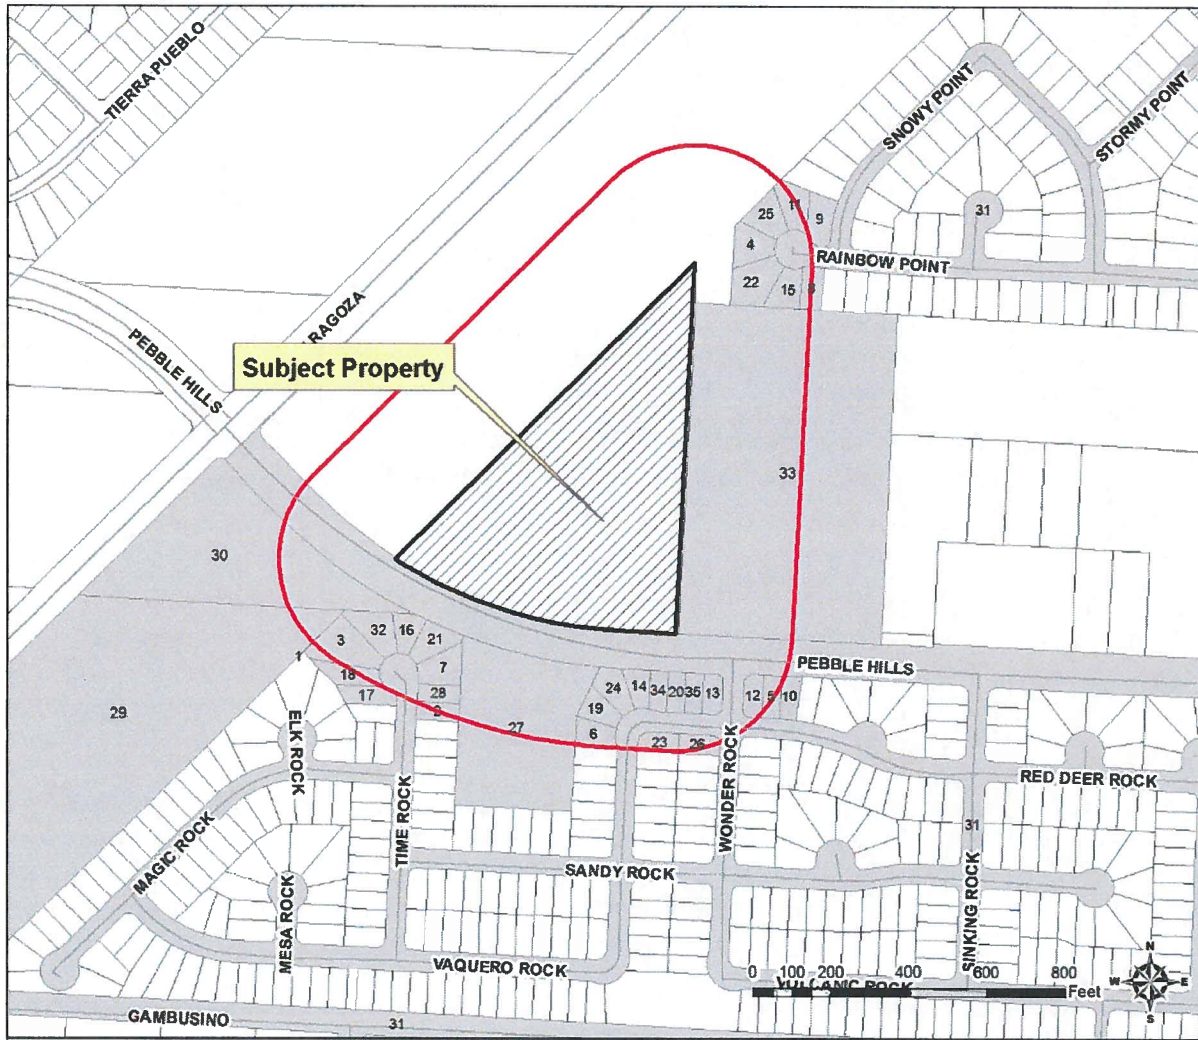 TIERRA PUEBLO
SNOWY POINT
STORMY POINT
31
11
25
9
4
RAINBOW POINT
22
15
8
RAGOZA
PEBBLE HILLS
Subject Property
33
30
32
16
3
21
1
7
18
17
28
2
29
27
24
14
34
20
35
13
12
5
10
19
6
23
26
PEBBLE HILLS
ELK ROCK
WONDER ROCK
RED DEER ROCK
TIME ROCK
MAGIC ROCK
31
SANDY ROCK
SINKING ROCK
MESA ROCK
VAQUERO ROCK
VOLCANIC ROCK
0 100 200 400 600 800
Feet
N
W
E
S
GAMBUSINO
31